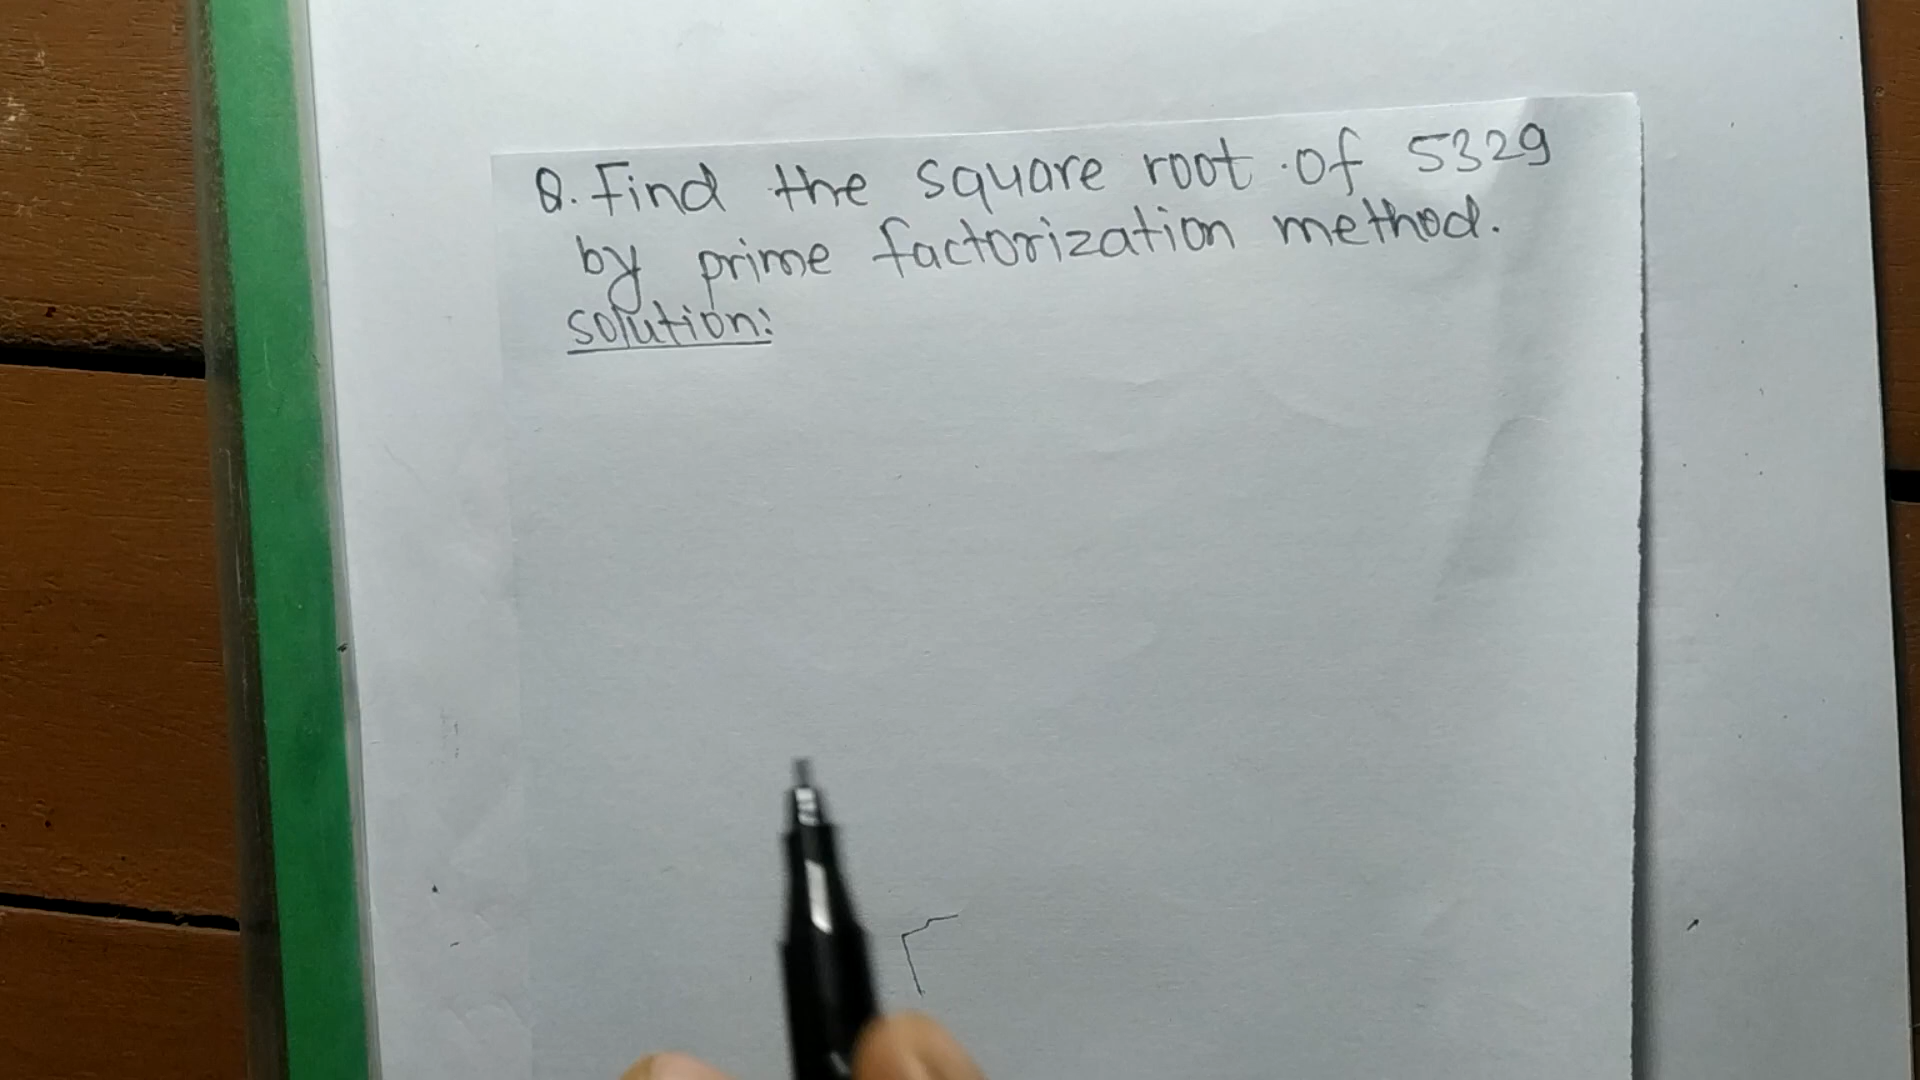 Q. Find the square root of 5329
by prime factorization method.
solution: